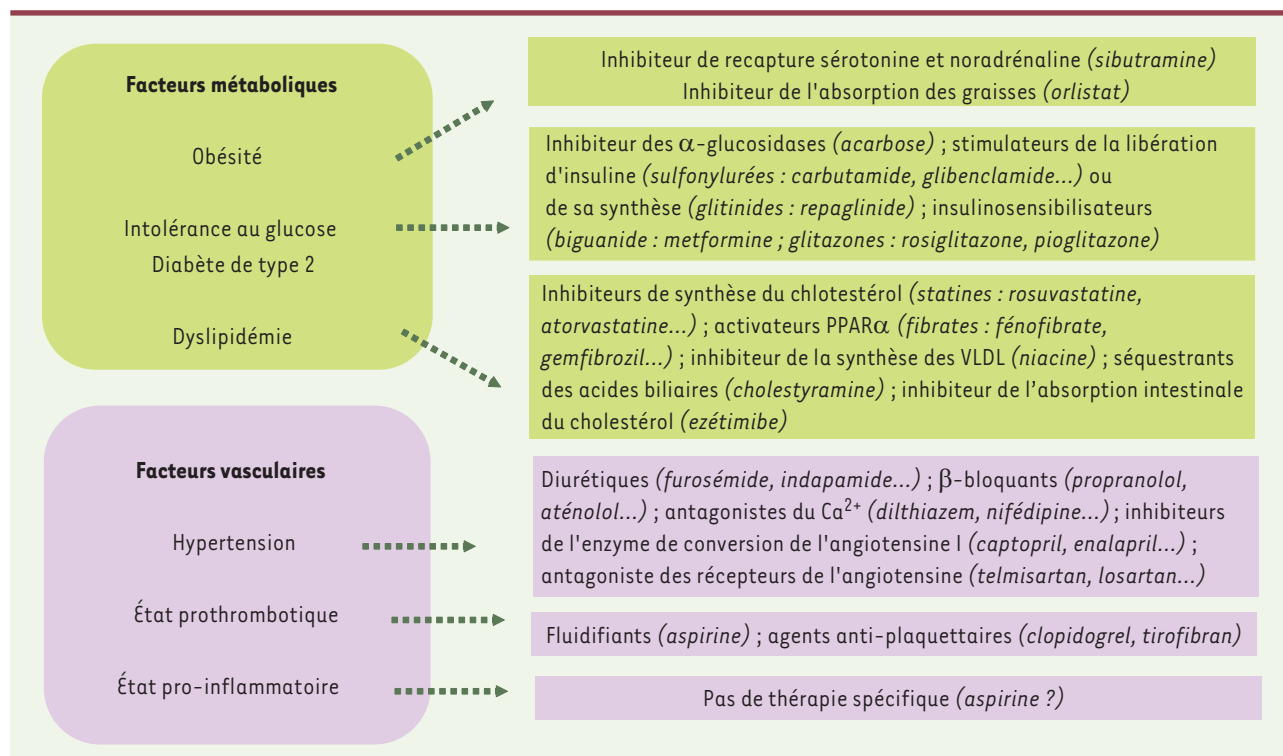 Facteurs métaboliques
Obésité
Intolérance au glucose
Diabète de type 2
Dyslipidémie
Inhibiteur de recapture sérotonine et noradrénaline (sibutramine)
Inhibiteur de l'absorption des graisses (orlistat)
Inhibiteur des α-glucosidases (acarbose) ; stimulateurs de la libération
d'insuline (sulfonylurées : carbutamide, glibenclamide...) ou
de sa synthèse (glitinides : repaglinide) ; insulinosensibilisateurs
(biguanide : metformine ; glitazones : rosiglitazone, pioglitazone)
Inhibiteurs de synthèse du chlotestérol (statines : rosuvastatine,
atorvastatine...) ; activateurs PPARα (fibrates : fénofibrate,
gemfibrozil...) ; inhibiteur de la synthèse des VLDL (niacine) ; séquestrants
des acides biliaires (cholestyramine) ; inhibiteur de l’absorption intestinale
du cholestérol (ezétimibe)
Facteurs vasculaires
Hypertension
État prothrombotique
État pro-inflammatoire
Diurétiques (furosémide, indapamide...) ; β-bloquants (propranolol,
aténolol...) ; antagonistes du Ca²⁺ (dilthiazem, nifédipine...) ; inhibiteurs
de l'enzyme de conversion de l'angiotensine I (captopril, enalapril...) ;
antagoniste des récepteurs de l'angiotensine (telmisartan, losartan...)
Fluidifiants (aspirine) ; agents anti-plaquettaires (clopidogrel, tirofibran)
Pas de thérapie spécifique (aspirine ?)